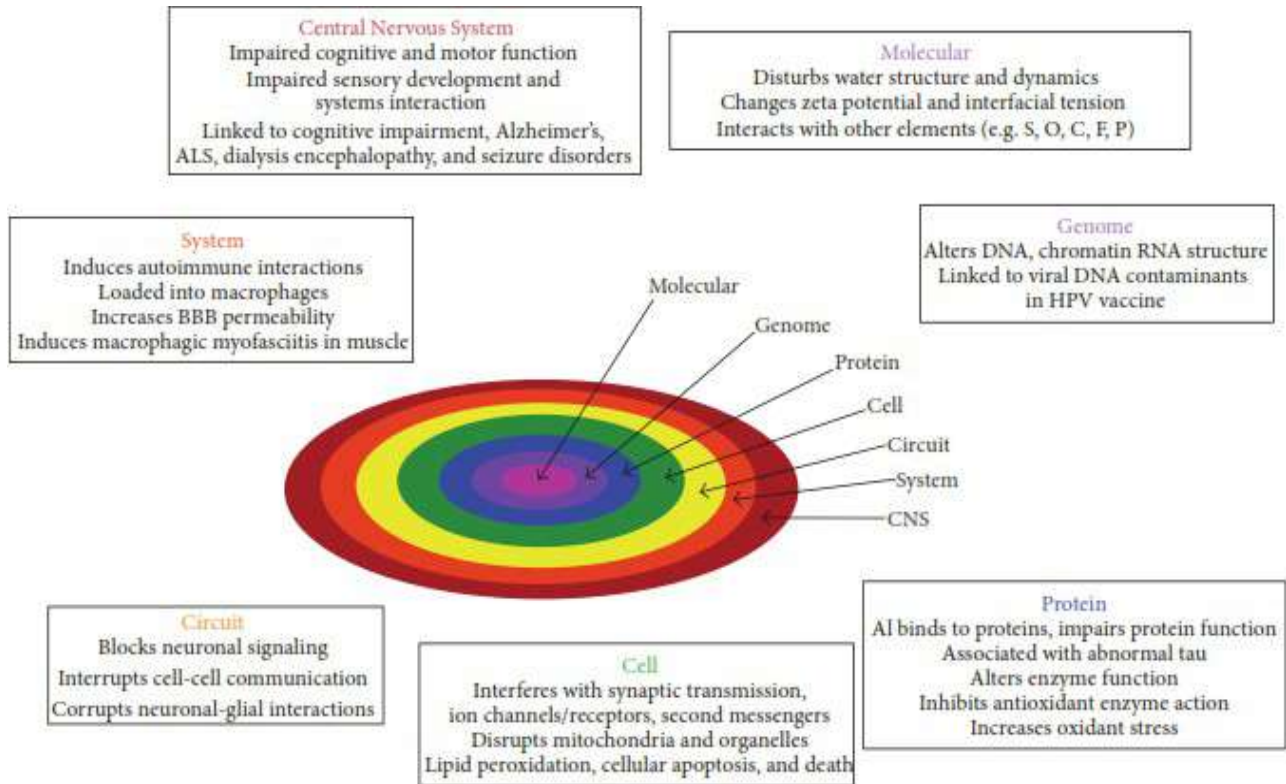 Central Nervous System
Impaired cognitive and motor function
Impaired sensory development and
systems interaction
Linked to cognitive impairment, Alzheimer's,
ALS, dialysis encephalopathy, and seizure disorders
Molecular
Disturbs water structure and dynamics
Changes zeta potential and interfacial tension
Interacts with other elements (e.g. S, O, C, F, P)
System
Induces autoimmune interactions
Loaded into macrophages
Increases BBB permeability
Induces macrophagic myofasciitis in muscle
Genome
Alters DNA, chromatin RNA structure
Linked to viral DNA contaminants
in HPV vaccine
Molecular
Genome
Protein
Cell
Circuit
System
CNS
Circuit
Blocks neuronal signaling
Interrupts cell-cell communication
Corrupts neuronal-glial interactions
Cell
Interferes with synaptic transmission,
ion channels/receptors, second messengers
Disrupts mitochondria and organelles
Lipid peroxidation, cellular apoptosis, and death
Protein
Al binds to proteins, impairs protein function
Associated with abnormal tau
Alters enzyme function
Inhibits antioxidant enzyme action
Increases oxidant stress